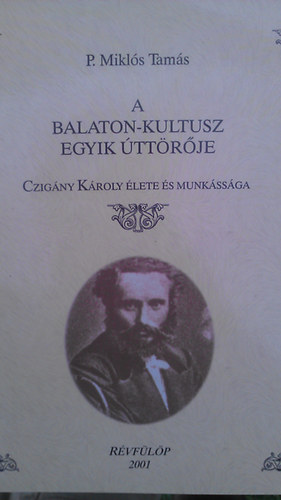 P. Miklós Tamás
A
BALATON-KULTUSZ
EGYIK ÚTTÖRŐJE
CZIGÁNY KÁROLY ÉLETE ÉS MUNKÁSSÁGA
RÉVFÜLÖP
2001